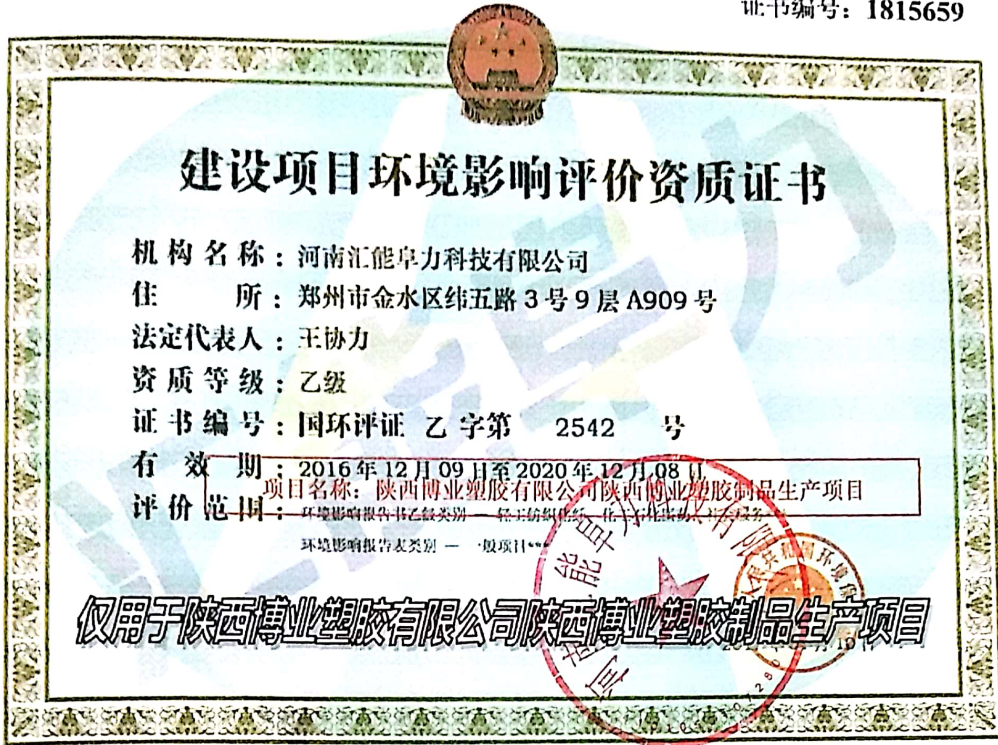 证书编号：1815659
建设项目环境影响评价资质证书
机构名称：河南汇能阜力科技有限公司
住 所：郑州市金水区纬五路3号9层A909号
法定代表人：王协力
资质等级：乙级
证书编号：国环评证 乙 字第 2542 号
有效期：2016年12月09日至2020年12月08日
项目名称：陕西博业塑胶有限公司陕西博业塑胶制品生产项目
评价范围：环境影响报告书乙级类别 — 轻工纺织化纤
环境影响报告表类别 — 一般项目***
仅用于陕西博业塑胶有限公司陕西博业塑胶制品生产项目